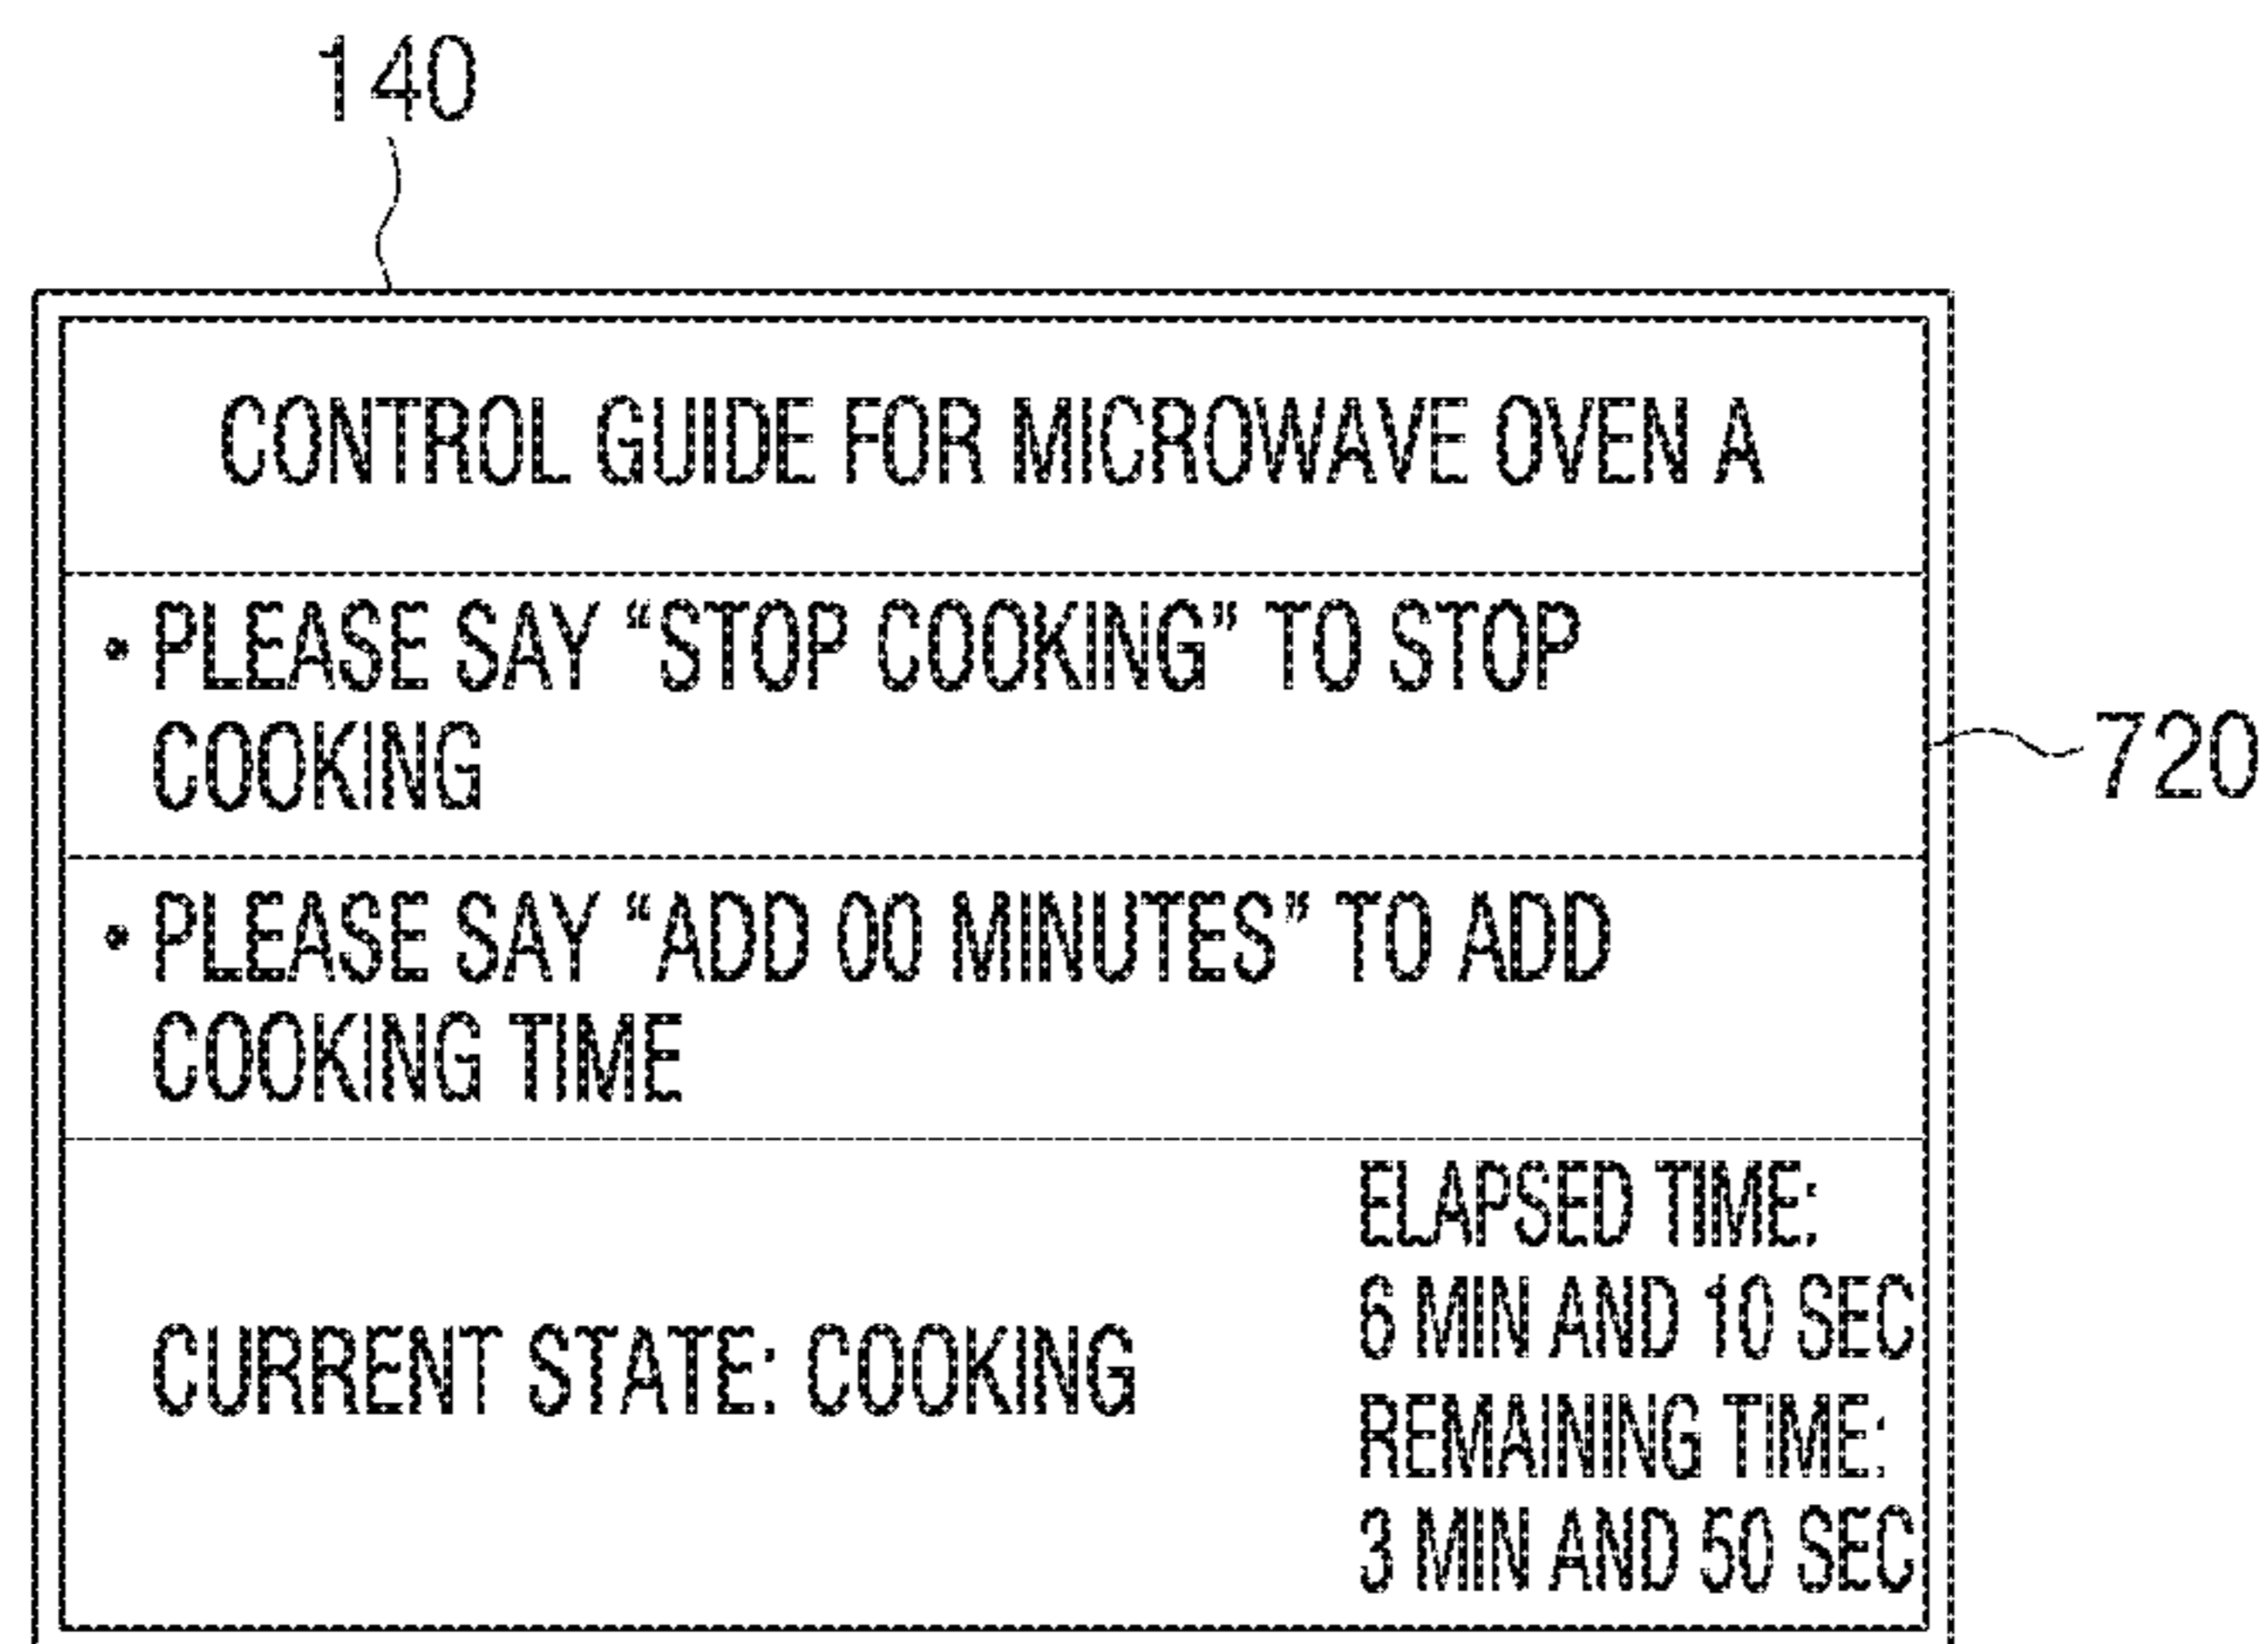 140
CONTROL GUIDE FOR MICROWAVE OVEN A
• PLEASE SAY “STOP COOKING” TO STOP
COOKING
720
• PLEASE SAY “ADD 00 MINUTES” TO ADD
COOKING TIME
CURRENT STATE: COOKING
ELAPSED TIME:
6 MIN AND 10 SEC
REMAINING TIME:
3 MIN AND 50 SEC